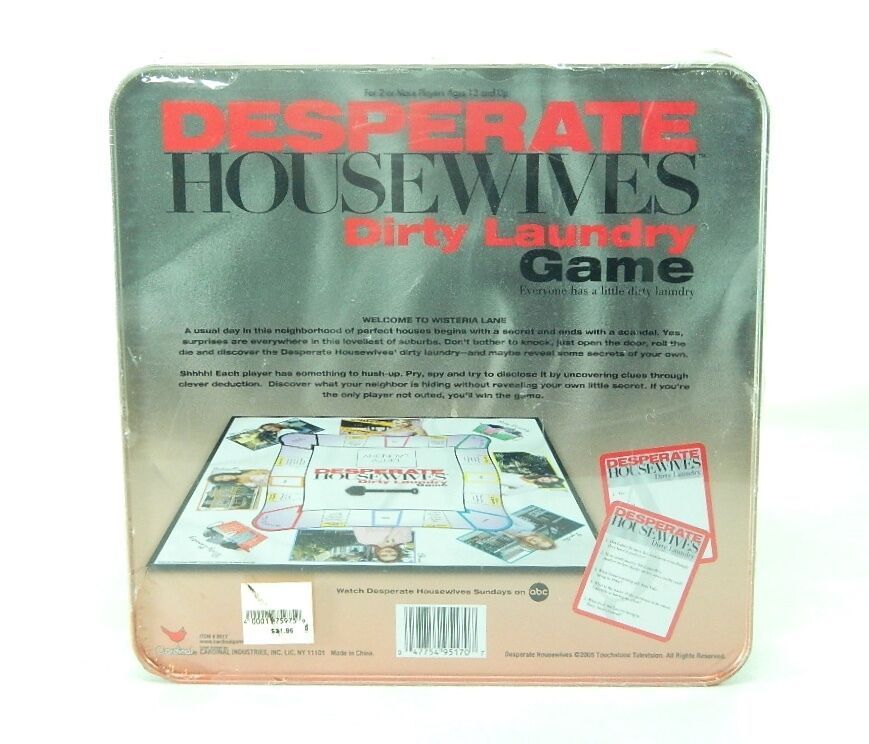 For 2 or More Players Ages 13 and Up
DESPERATE
HOUSEWIVES™
Dirty Laundry
Game
Everyone has a little dirty laundry
WELCOME TO WISTERIA LANE
A usual day in this neighborhood of perfect houses begins with a secret and ends with a scandal. Yes,
surprises are everywhere in this loveliest of suburbs. Don't bother to knock, just open the door, roll the
die and discover the Desperate Housewives' dirty laundry—and maybe reveal some secrets of your own.
Shhhh! Each player has something to hush-up. Pry, spy and try to disclose it by uncovering clues through
clever deduction. Discover what your neighbor is hiding without revealing your own little secret. If you're
the only player not outed, you'll win the game.
DESPERATE
HOUSEWIVES
Dirty Laundry
Game
DESPERATE
HOUSEWIVES
Dirty Laundry
DESPERATE
HOUSEWIVES
Dirty Laundry
Watch Desperate Housewives Sundays on abc
Cardinal
ITEM #
CARDINAL INDUSTRIES, INC. LIC, NY 11101 Made in China.
0 47754 95170 7
Desperate Housewives ©2005 Touchstone Television. All Rights Reserved.